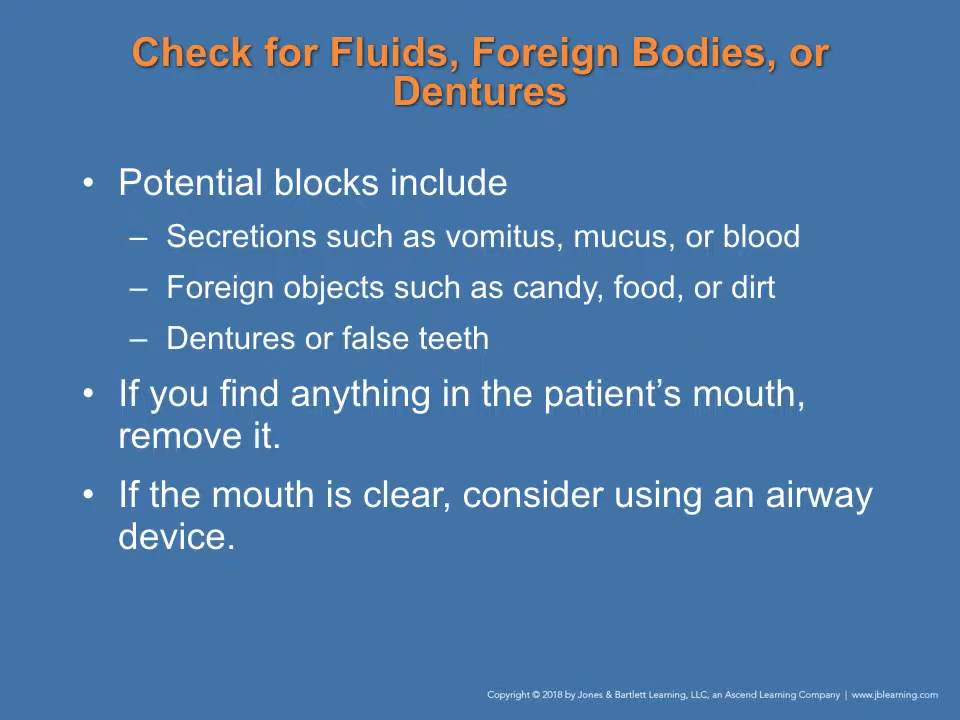 Check for Fluids, Foreign Bodies, or
Dentures
• Potential blocks include
– Secretions such as vomitus, mucus, or blood
– Foreign objects such as candy, food, or dirt
– Dentures or false teeth
• If you find anything in the patient’s mouth,
remove it.
• If the mouth is clear, consider using an airway
device.
Copyright © 2018 by Jones & Bartlett Learning, LLC, an Ascend Learning Company | www.jblearning.com